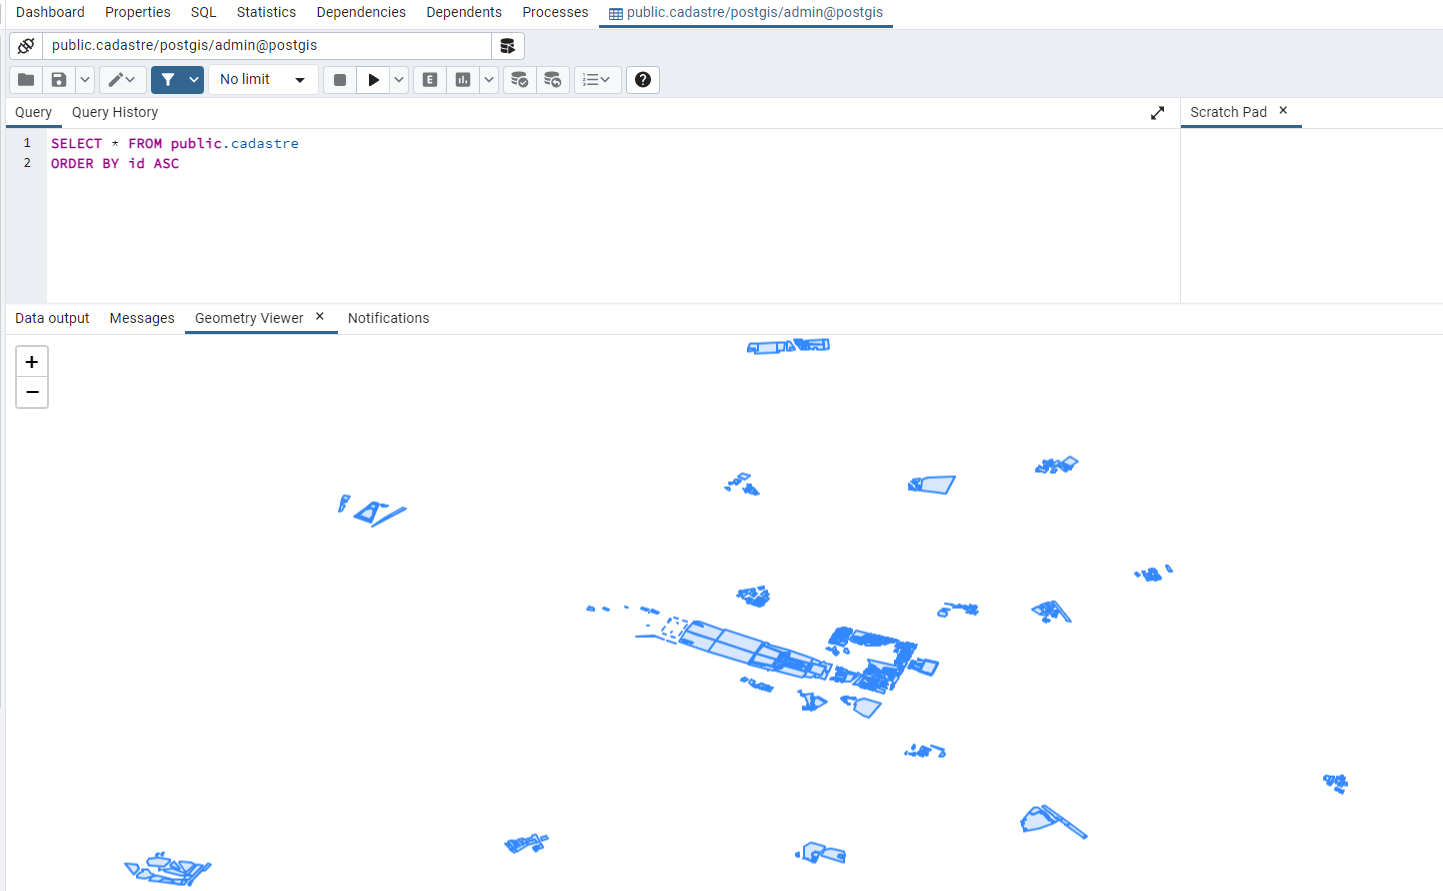 Dashboard Properties SQL Statistics Dependencies Dependents Processes public.cadastre/postgis/admin@postgis
public.cadastre/postgis/admin@postgis
No limit E ?
Query Query History Scratch Pad ×
1 SELECT * FROM public.cadastre
2 ORDER BY id ASC
Data output Messages Geometry Viewer × Notifications
+
−